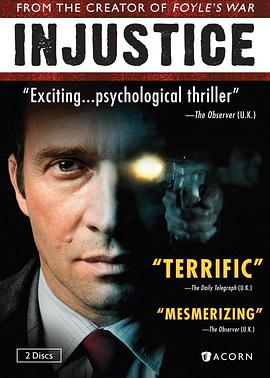 FROM THE CREATOR OF FOYLE'S WAR
INJUSTICE
“Exciting...psychological thriller”
—The Observer (U.K.)
“TERRIFIC”
—The Daily Telegraph (U.K.)
“MESMERIZING”
—The Observer (U.K.)
2 Discs
ACORN